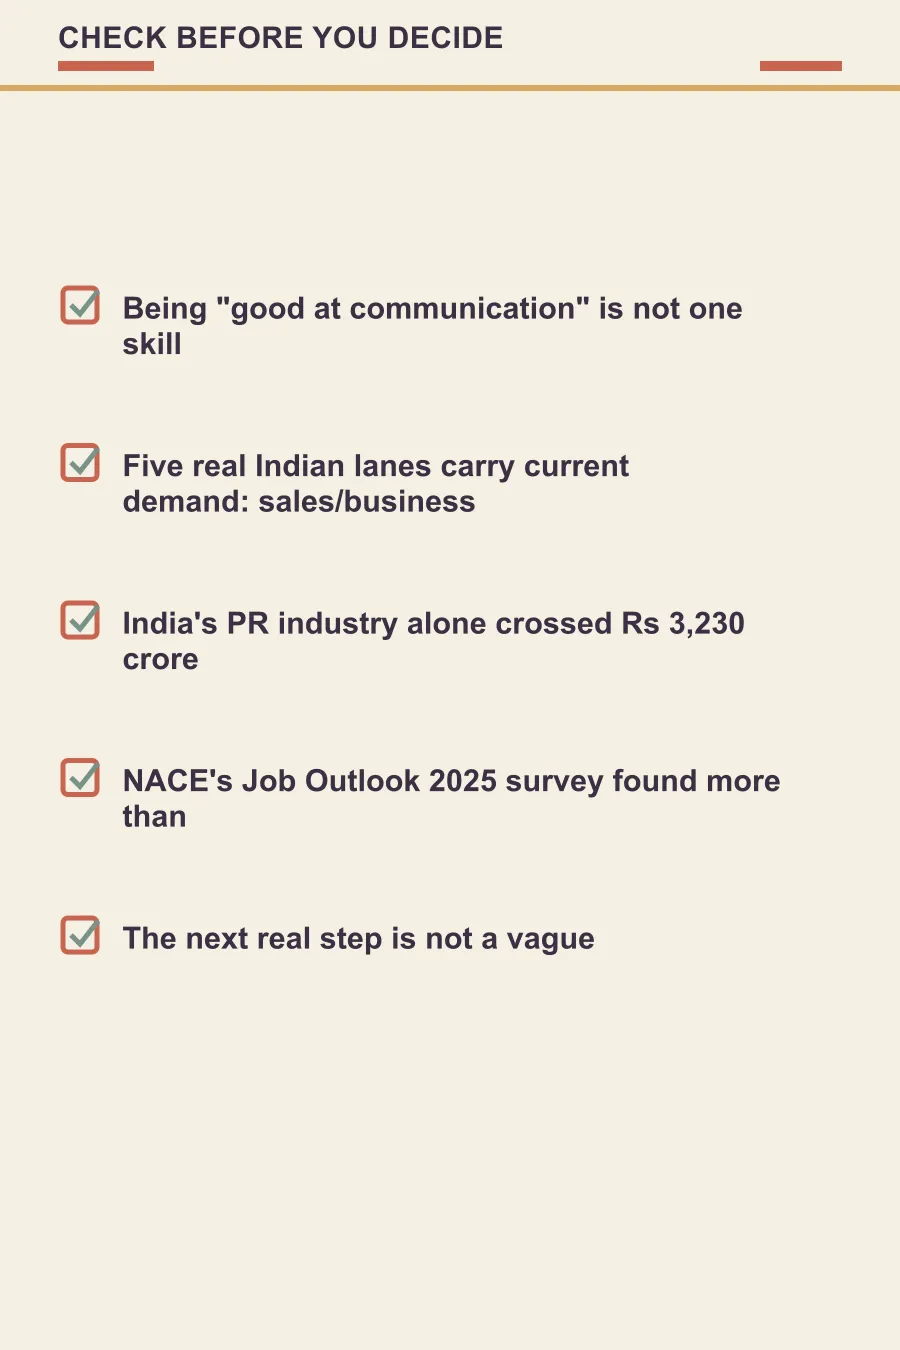 CHECK BEFORE YOU DECIDE
Being "good at communication" is not one
skill
Five real Indian lanes carry current
demand: sales/business
India's PR industry alone crossed Rs 3,230
crore
NACE's Job Outlook 2025 survey found more
than
The next real step is not a vague